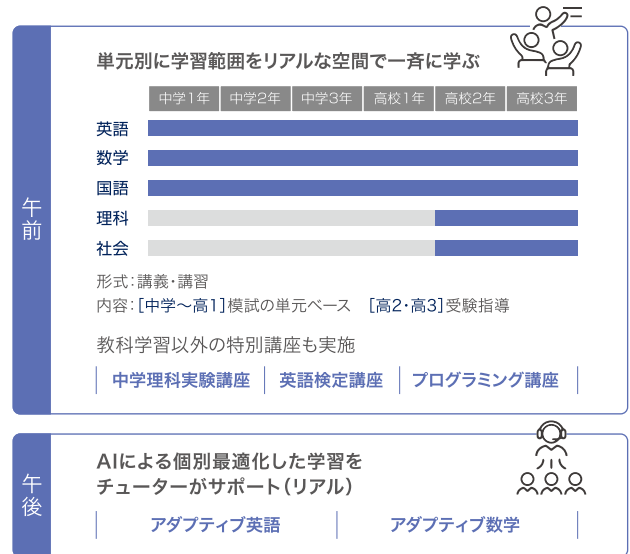 午前
単元別に学習範囲をリアルな空間で一斉に学ぶ
中学1年 中学2年 中学3年 高校1年 高校2年 高校3年
英語
数学
国語
理科
社会
形式：講義・講習
内容：[中学〜高1]模試の単元ベース [高2・高3]受験指導
教科学習以外の特別講座も実施
中学理科実験講座 英語検定講座 プログラミング講座
午後
AIによる個別最適化した学習を
チューターがサポート（リアル）
アダプティブ英語 アダプティブ数学